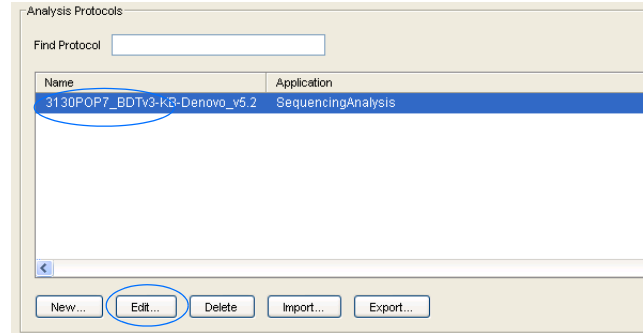 Analysis Protocols
Find Protocol
Name Application
3130POP7_BDTv3-KB-Denovo_v5.2 SequencingAnalysis
New... Edit... Delete Import... Export...